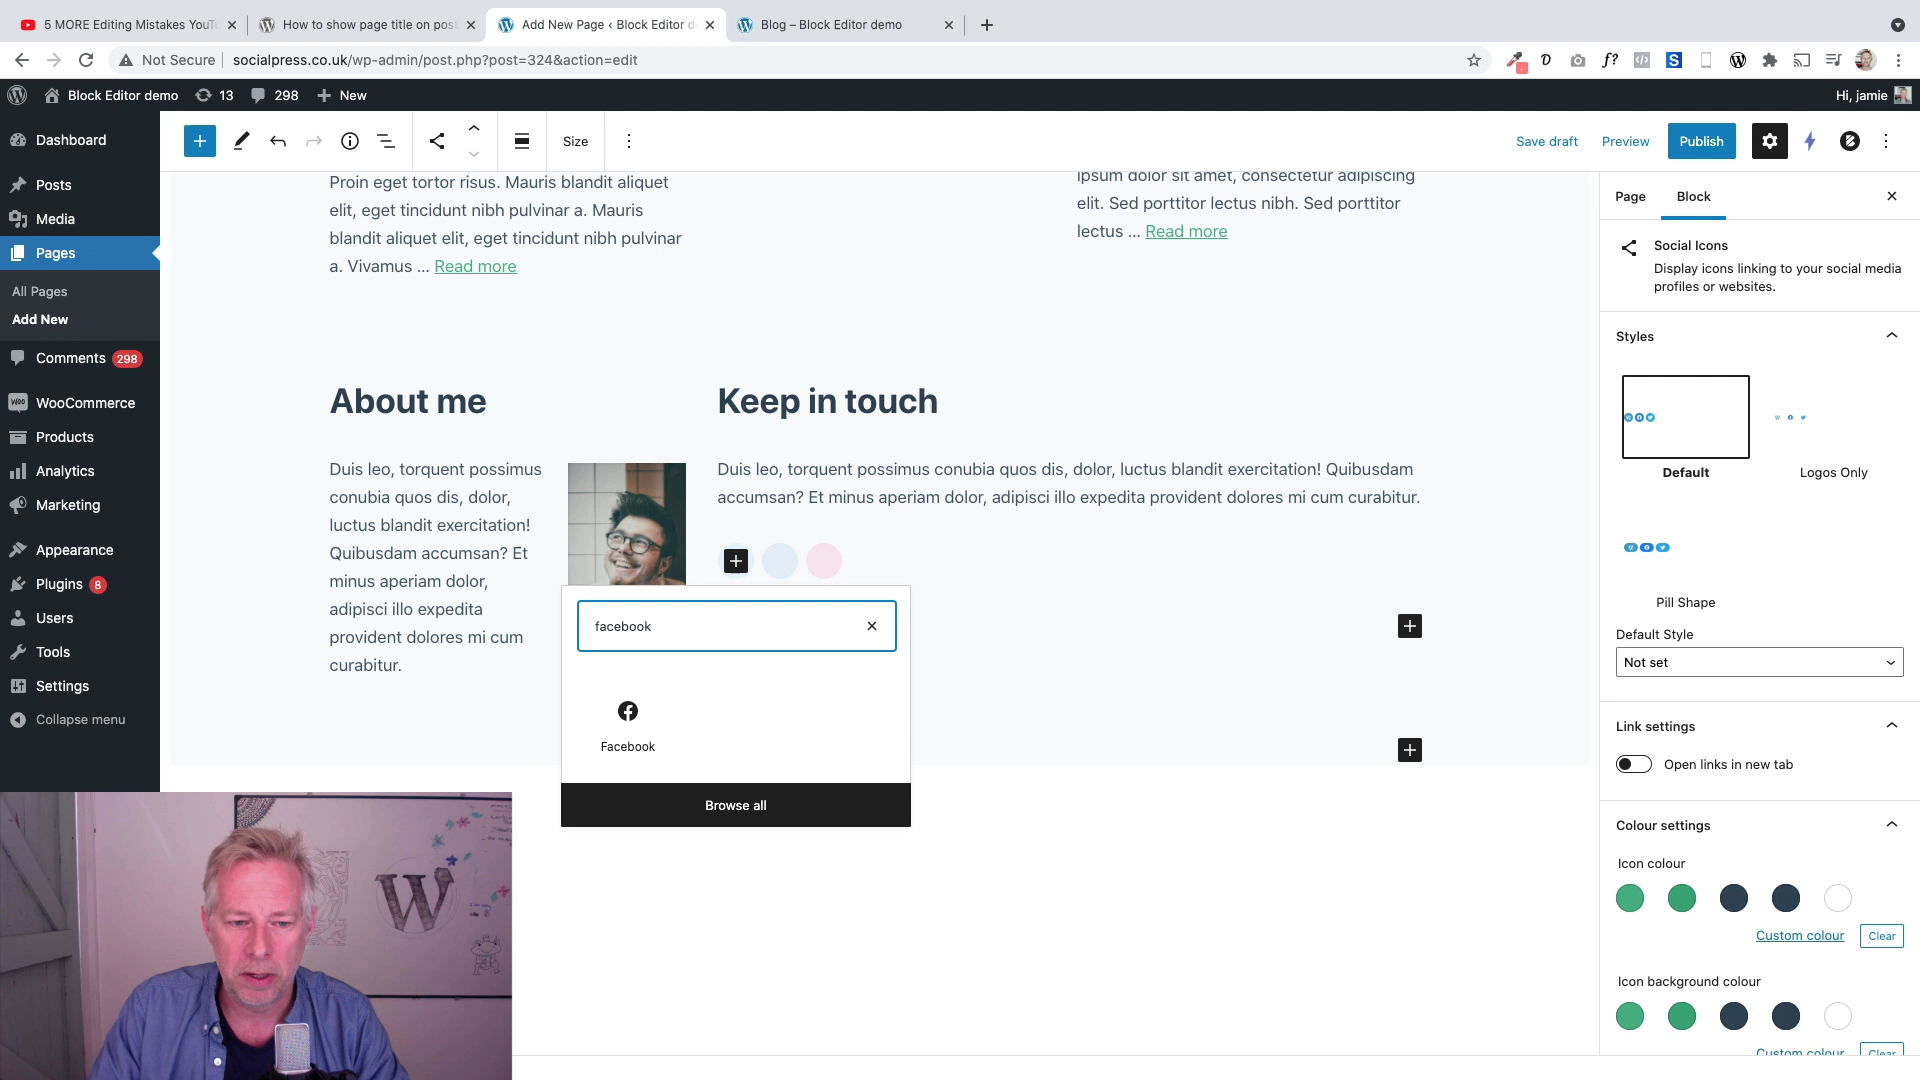 5 MORE Editing Mistakes YouTu
How to show page title on post
Add New Page ‹ Block Editor d
Blog – Block Editor demo
Not Secure
socialpress.co.uk/wp-admin/post.php?post=324&action=edit
Block Editor demo
13
298
New
Hi, jamie
Dashboard
Posts
Media
Pages
All Pages
Add New
Comments 298
WooCommerce
Products
Analytics
Marketing
Appearance
Plugins 8
Users
Tools
Settings
Collapse menu
Size
Save draft
Preview
Publish
Proin eget tortor risus. Mauris blandit aliquet
elit, eget tincidunt nibh pulvinar a. Mauris
blandit aliquet elit, eget tincidunt nibh pulvinar
a. Vivamus ... Read more
ipsum dolor sit amet, consectetur adipiscing
elit. Sed porttitor lectus nibh. Sed porttitor
lectus ... Read more
About me
Duis leo, torquent possimus
conubia quos dis, dolor,
luctus blandit exercitation!
Quibusdam accumsan? Et
minus aperiam dolor,
adipisci illo expedita
provident dolores mi cum
curabitur.
Keep in touch
Duis leo, torquent possimus conubia quos dis, dolor, luctus blandit exercitation! Quibusdam
accumsan? Et minus aperiam dolor, adipisci illo expedita provident dolores mi cum curabitur.
facebook
Facebook
Browse all
Page
Block
Social Icons
Display icons linking to your social media
profiles or websites.
Styles
Default
Logos Only
Pill Shape
Default Style
Not set
Link settings
Open links in new tab
Colour settings
Icon colour
Custom colour
Clear
Icon background colour
Custom colour
Clear